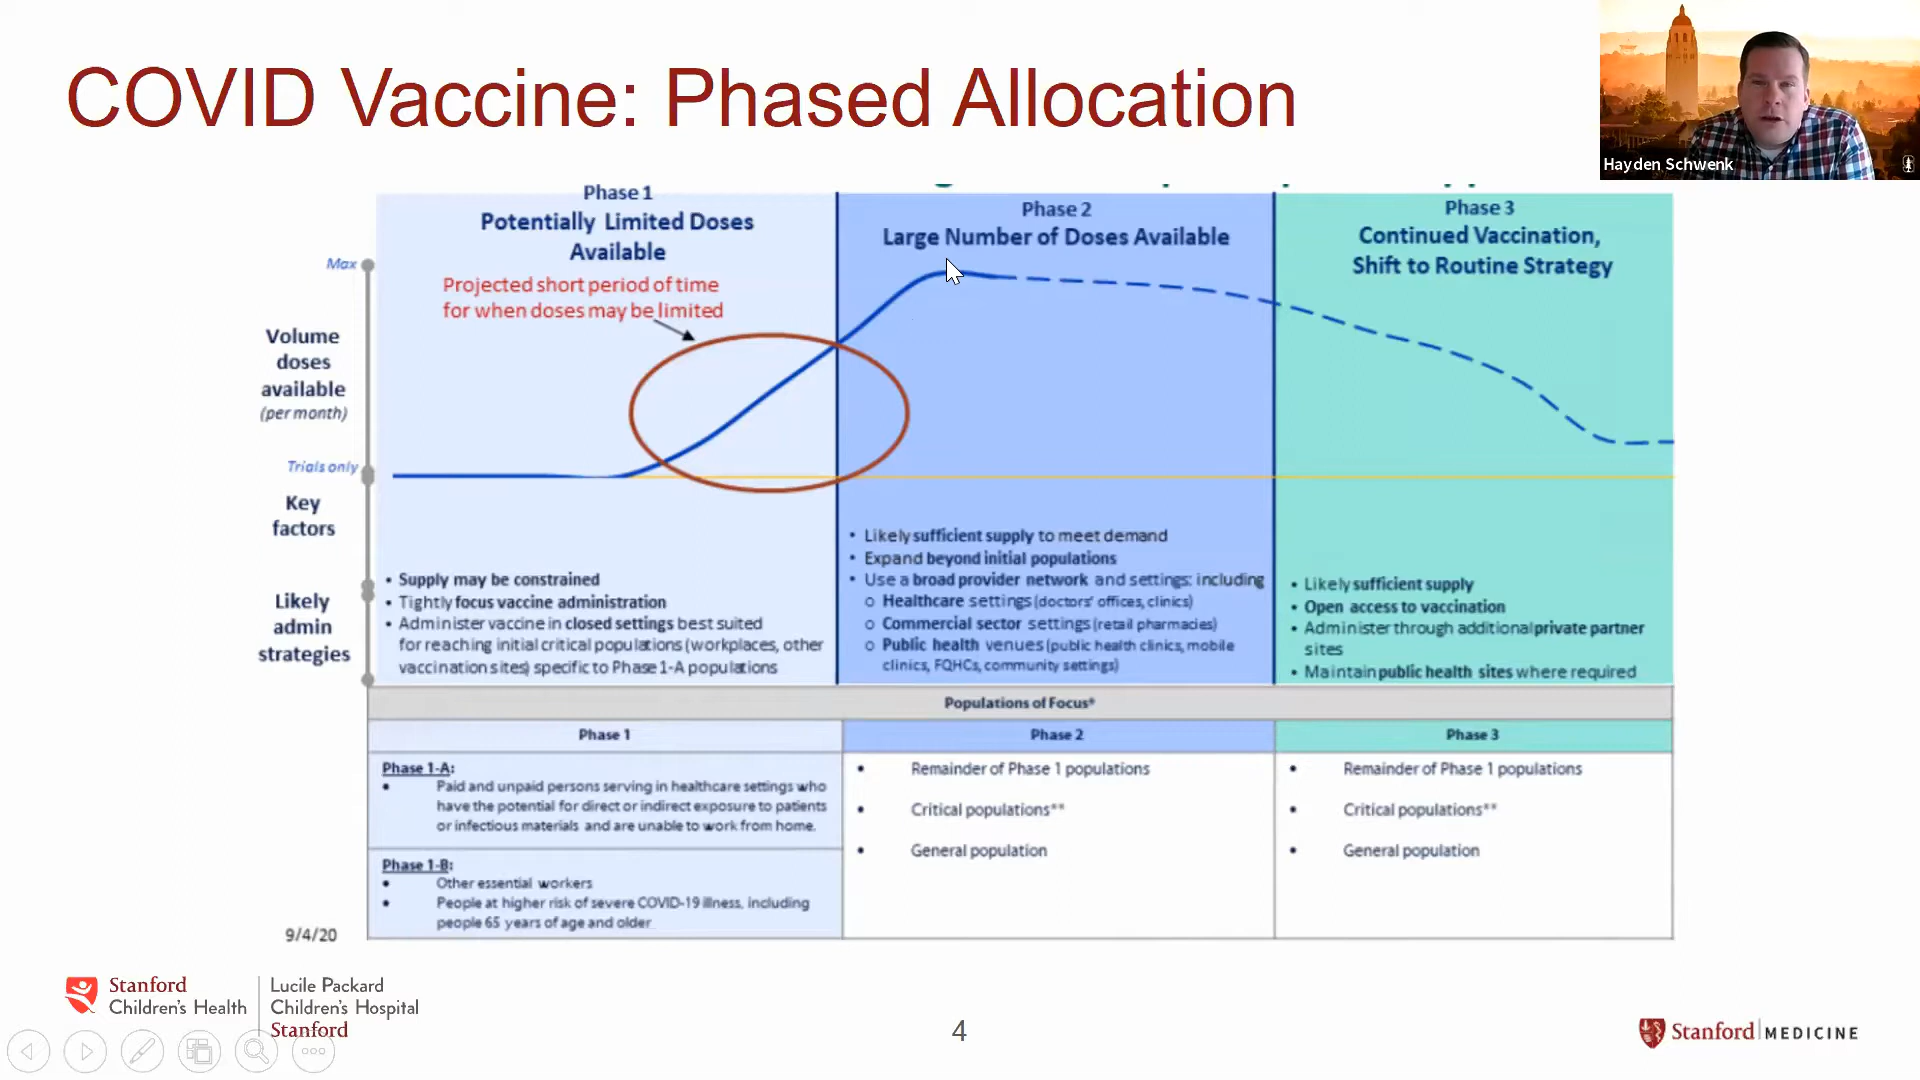 COVID Vaccine: Phased Allocation
Hayden Schwenk
Phase 1
Potentially Limited Doses
Available
Projected short period of time
for when doses may be limited
Phase 2
Large Number of Doses Available
Phase 3
Continued Vaccination,
Shift to Routine Strategy
Max
Volume
doses
available
(per month)
Trials only
Key
factors
Likely
admin
strategies
• Supply may be constrained
• Tightly focus vaccine administration
• Administer vaccine in closed settings best suited
for reaching initial critical populations (workplaces, other
vaccination sites) specific to Phase 1-A populations
• Likely sufficient supply to meet demand
• Expand beyond initial populations
• Use a broad provider network and settings: including
o Healthcare settings (doctors' offices, clinics)
o Commercial sector settings (retail pharmacies)
o Public health venues (public health clinics, mobile
clinics, FQHCs, community settings)
• Likely sufficient supply
• Open access to vaccination
• Administer through additional private partner
sites
• Maintain public health sites where required
Populations of Focus*
Phase 1
Phase 2
Phase 3
Phase 1-A:
• Paid and unpaid persons serving in healthcare settings who
have the potential for direct or indirect exposure to patients
or infectious materials and are unable to work from home.
Phase 1-B:
• Other essential workers
• People at higher risk of severe COVID-19 illness, including
people 65 years of age and older
• Remainder of Phase 1 populations
• Critical populations**
• General population
• Remainder of Phase 1 populations
• Critical populations**
• General population
9/4/20
Stanford
Children's Health
Lucile Packard
Children's Hospital
Stanford
4
Stanford MEDICINE